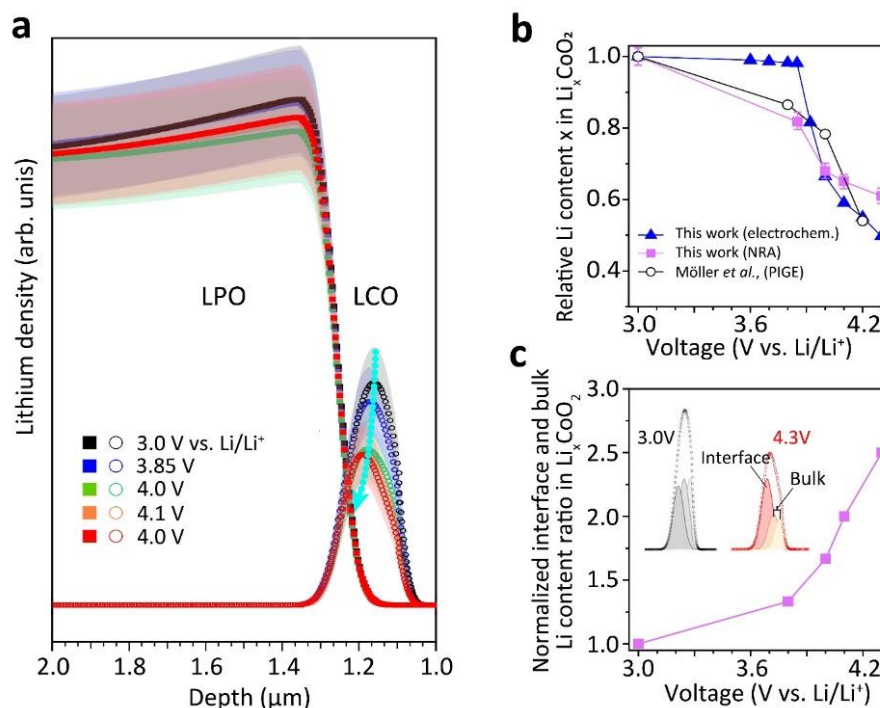 a
Lithium density (arb. unis)
LPO
LCO
3.0 V vs. Li/Li⁺
3.85 V
4.0 V
4.1 V
4.0 V
2.0 1.8 1.6 1.4 1.2 1.0
Depth (µm)
b
Relative Li content x in LiₓCoO₂
1.0
0.8
0.6
0.4
This work (electrochem.)
This work (NRA)
Möller et al., (PIGE)
3.0 3.6 4.2
Voltage (V vs. Li/Li⁺)
c
Normalized interface and bulk
Li content ratio in LiₓCoO₂
3.0
2.5
2.0
1.5
1.0
3.0V
4.3V
Interface
Bulk
3.0 3.6 4.2
Voltage (V vs. Li/Li⁺)